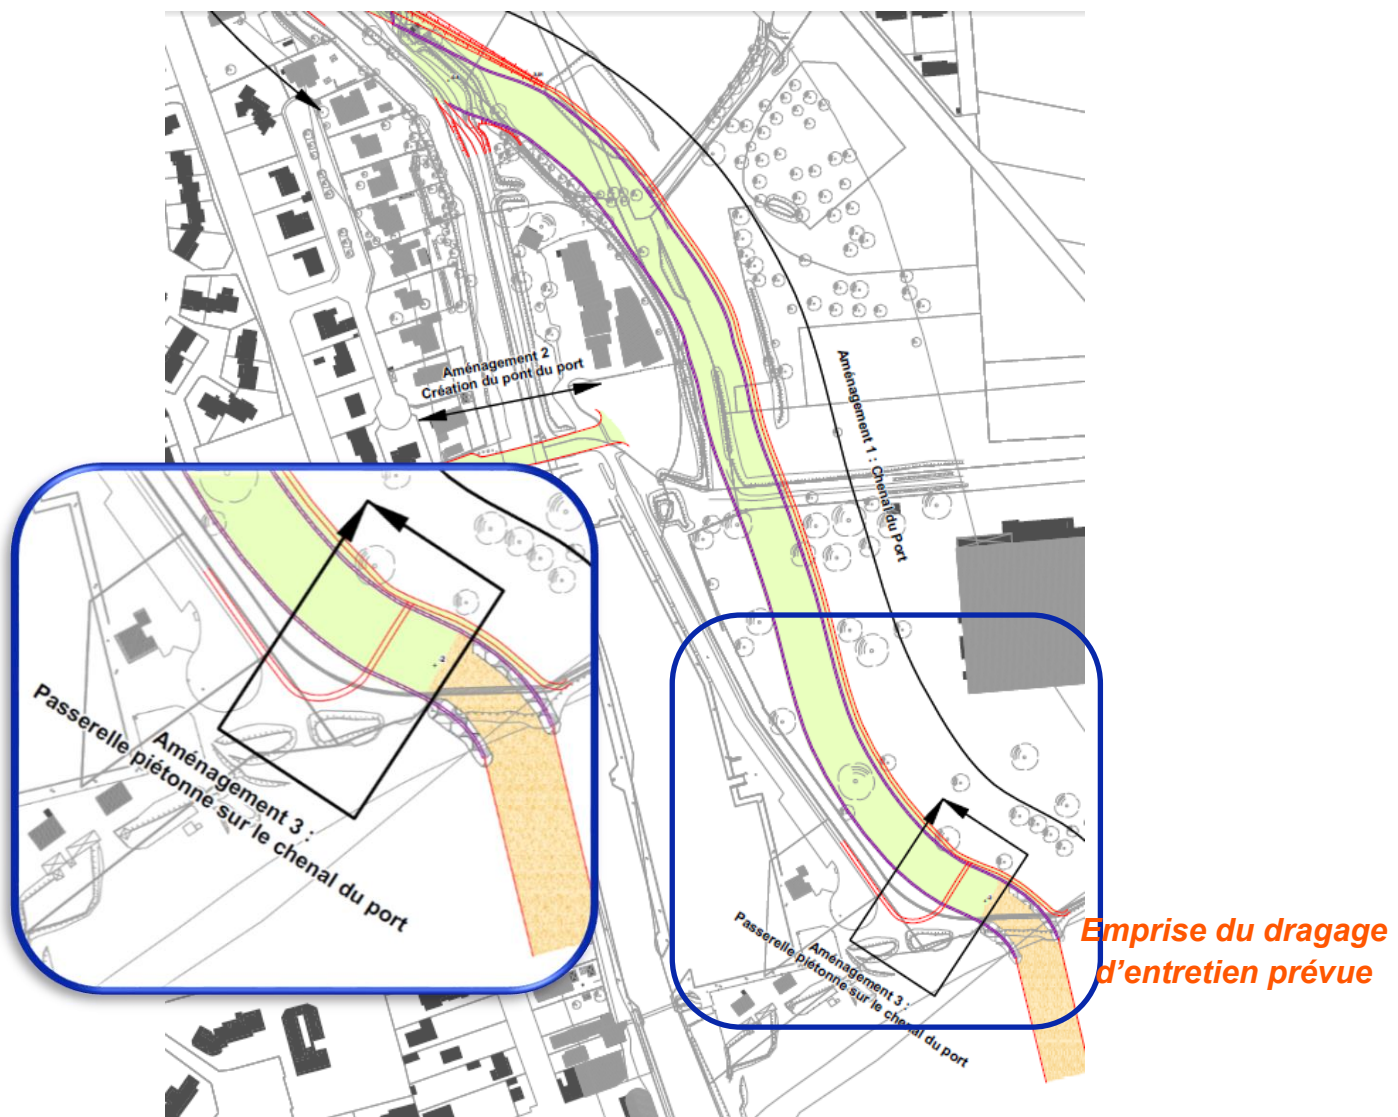 Aménagement 2
Création du pont du port
Aménagement 1 : Chenal du Port
-2
Aménagement 3 :
Passerelle piétonne sur le chenal du port
Aménagement 3 :
Passerelle piétonne sur le chenal du port
Emprise du dragage
d’entretien prévue